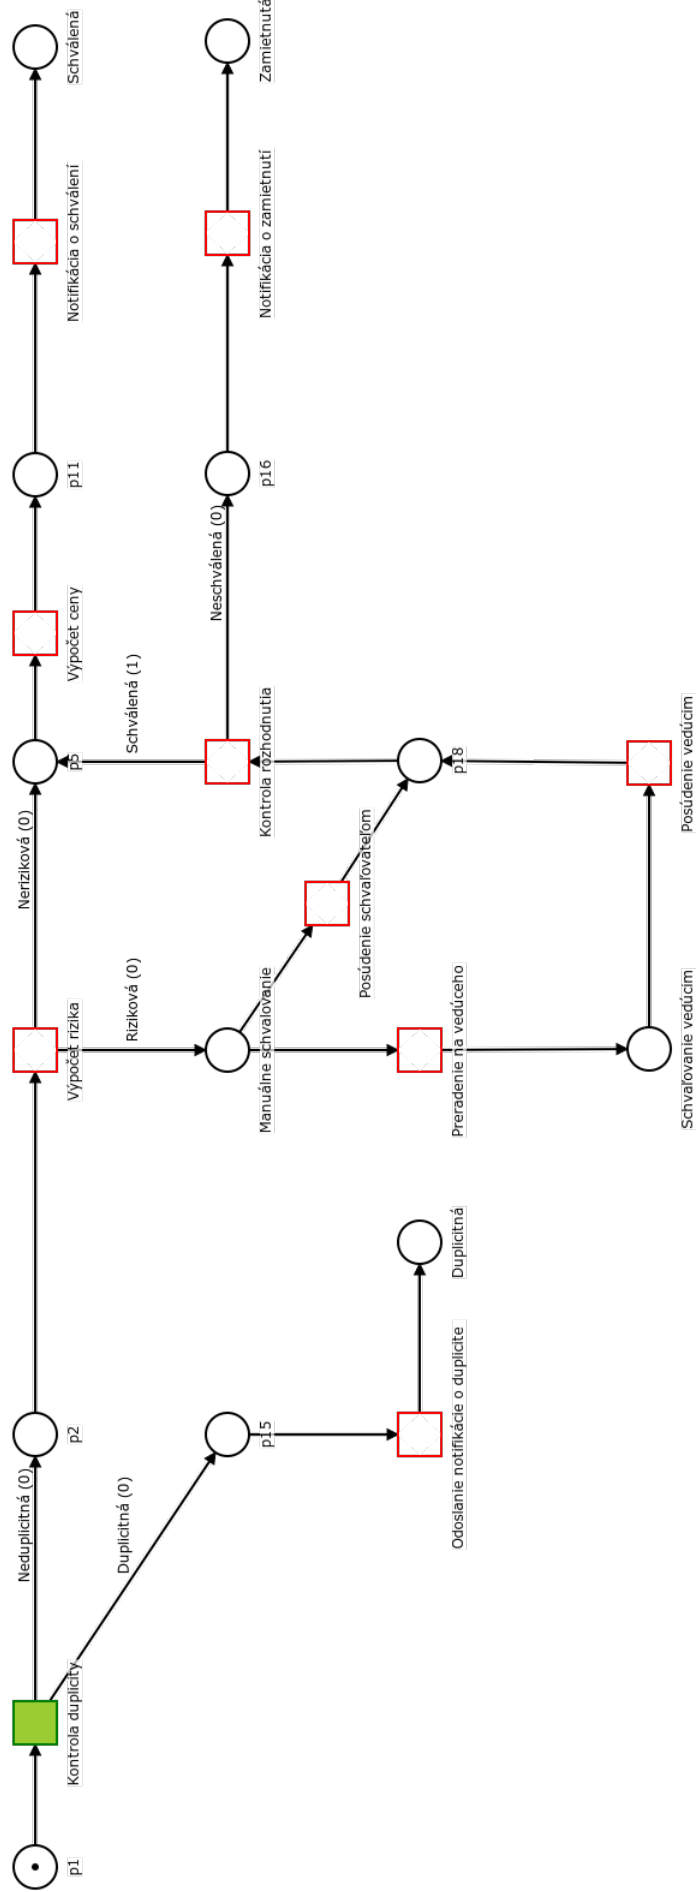 p1
Kontrola duplicity
Neduplicitná (0)
Duplicitná (0)
p2
p15
Odoslanie notifikácie o duplicite
Duplicitná
Výpočet rizika
Neriziková (0)
Riziková (0)
Manuálne schvaľovanie
Posúdenie schvaľovateľom
Preradenie na vedúceho
Schvaľovanie vedúcim
Posúdenie vedúcim
p18
Kontrola rozhodnutia
Schválená (1)
Neschválená (0)
p5
Výpočet ceny
p11
Notifikácia o schválení
Schválená
p16
Notifikácia o zamietnutí
Zamietnutá